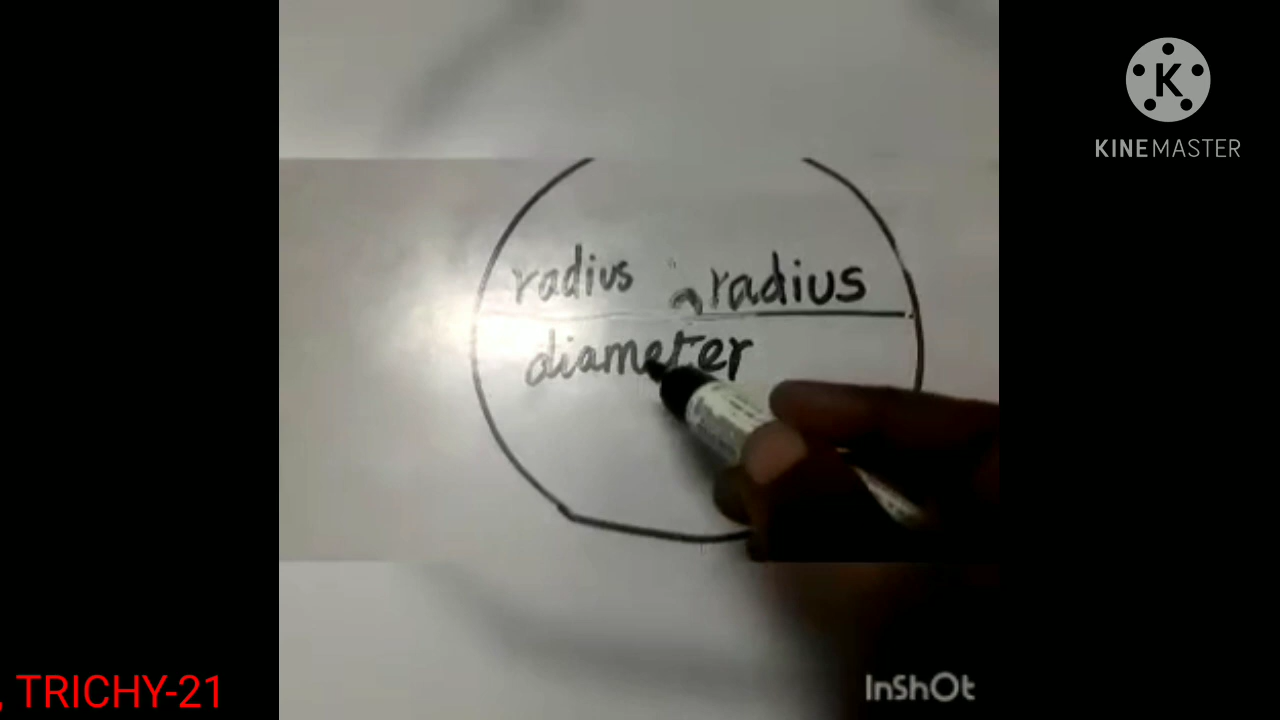 K
KINEMASTER
radius radius
diameter
, TRICHY-21
InShOt